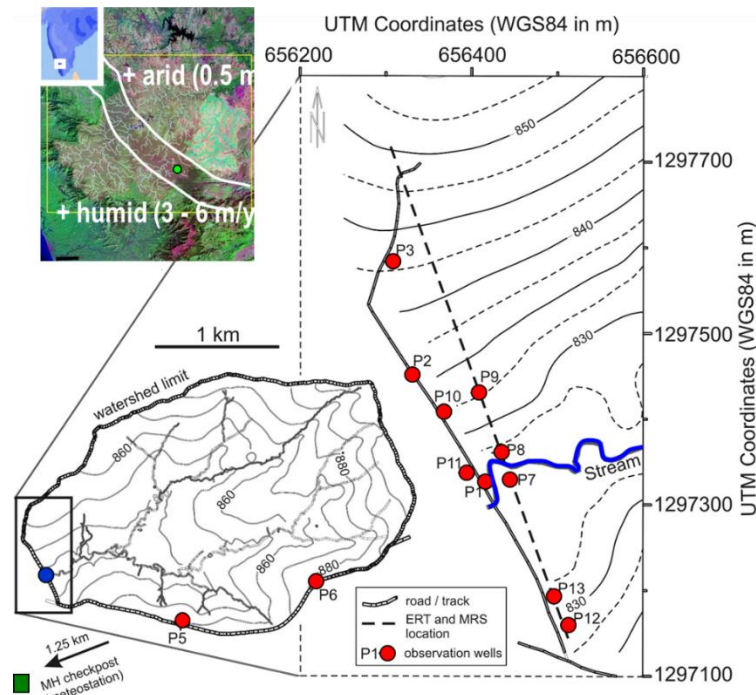 UTM Coordinates (WGS84 in m)
656200
656400
656600
+ arid (0.5 m
+ humid (3 - 6 m/y
N
850
1297700
840
P3
1 km
830
1297500
P2
P9
P10
watershed limit
P8
860
880
P11
P1
P7
Stream
860
1297300
UTM Coordinates (WGS84 in m)
860
880
P6
P13
830
P12
P5
road / track
ERT and MRS
location
P1
observation wells
1.25 km
MH checkpost
meteostation)
1297100